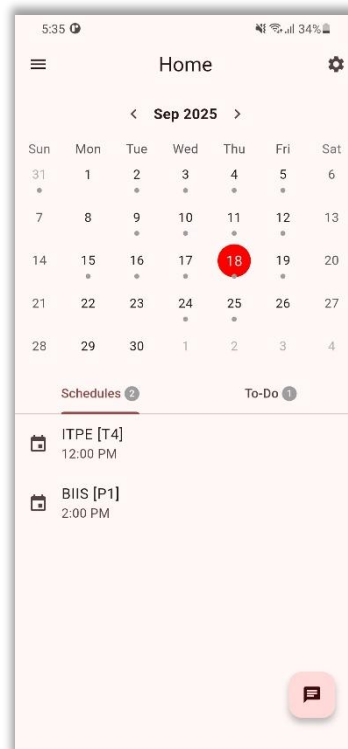 5:35 34%
Home
Sep 2025
Sun Mon Tue Wed Thu Fri Sat
31 1 2 3 4 5 6
7 8 9 10 11 12 13
14 15 16 17 18 19 20
21 22 23 24 25 26 27
28 29 30 1 2 3 4
Schedules 2 To-Do 1
ITPE [T4]
12:00 PM
BIIS [P1]
2:00 PM